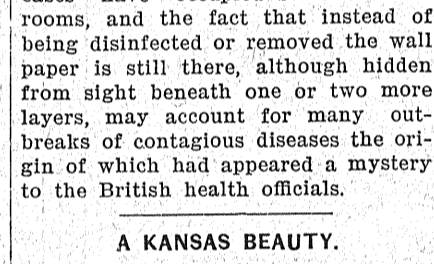 rooms, and the fact that instead of
being disinfected or removed the wall
paper is still there, although hidden
from sight beneath one or two more
layers, may account for many out-
breaks of contagious diseases the ori-
gin of which had appeared a mystery
to the British health officials.
A KANSAS BEAUTY.